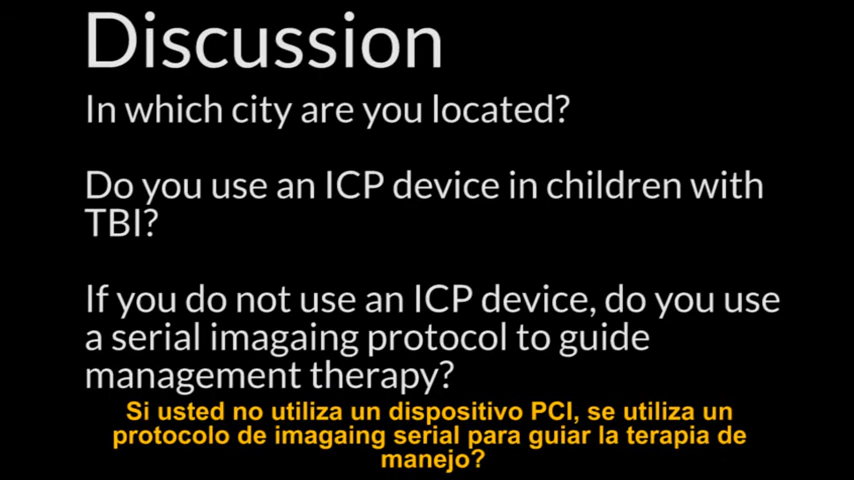 Discussion
In which city are you located?
Do you use an ICP device in children with
TBI?
If you do not use an ICP device, do you use
a serial imagaing protocol to guide
management therapy?
Si usted no utiliza un dispositivo PCI, se utiliza un
protocolo de imagaing serial para guiar la terapia de
manejo?